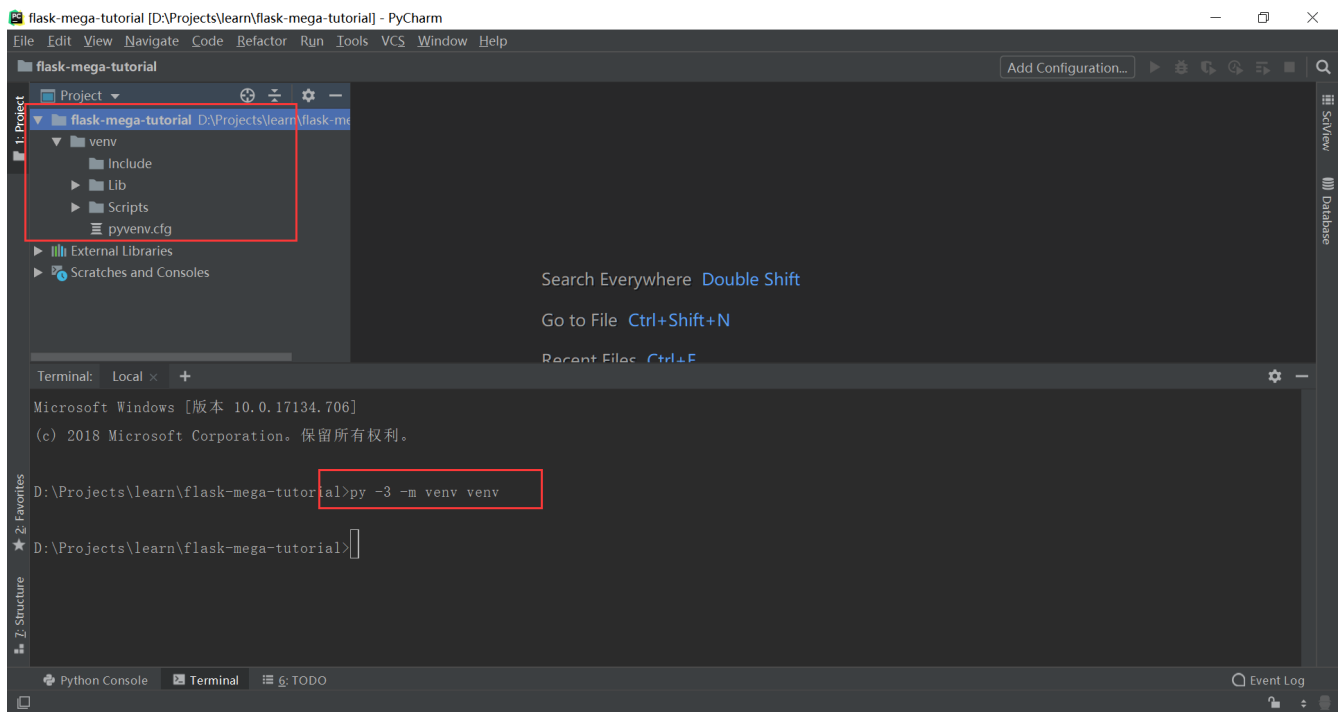 flask-mega-tutorial [D:\Projects\learn\flask-mega-tutorial] - PyCharm
File Edit View Navigate Code Refactor Run Tools VCS Window Help
flask-mega-tutorial
Add Configuration...
Project
flask-mega-tutorial D:\Projects\learn\flask-me
venv
Include
Lib
Scripts
pyvenv.cfg
External Libraries
Scratches and Consoles
1: Project
SciView
Database
Search Everywhere Double Shift
Go to File Ctrl+Shift+N
Recent Files Ctrl+E
Terminal: Local × +
Microsoft Windows [版本 10.0.17134.706]
(c) 2018 Microsoft Corporation。保留所有权利。
D:\Projects\learn\flask-mega-tutorial>py -3 -m venv venv
D:\Projects\learn\flask-mega-tutorial>
2: Favorites
7: Structure
Python Console Terminal 6: TODO
Event Log